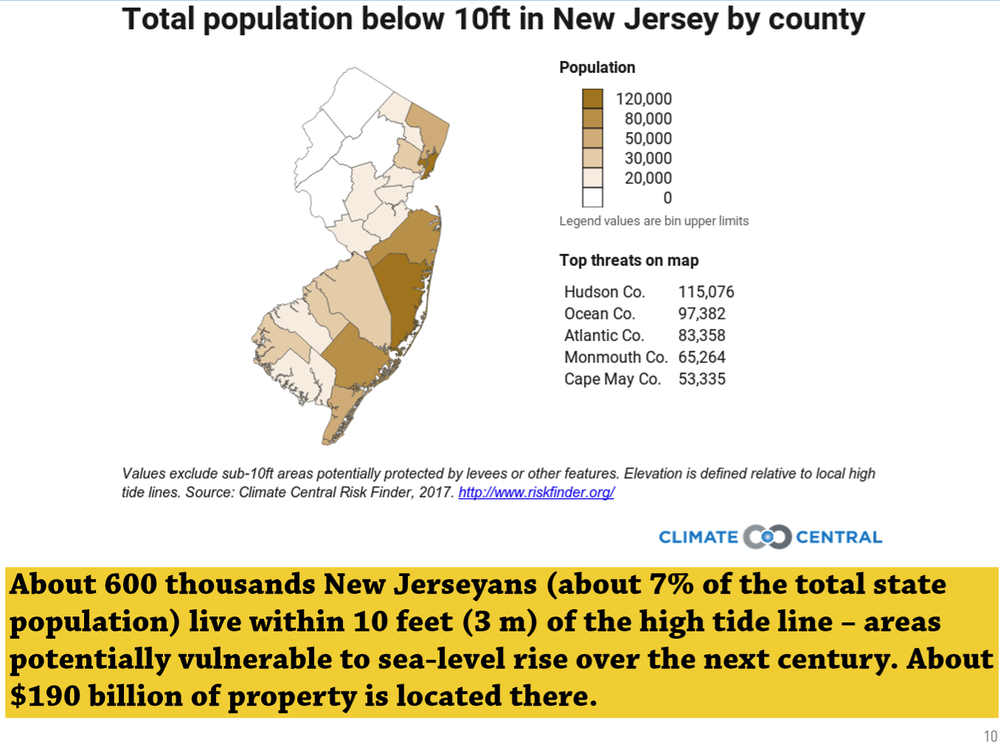 Total population below 10ft in New Jersey by county
Population
120,000
80,000
50,000
30,000
20,000
0
Legend values are bin upper limits
Top threats on map
Hudson Co. 115,076
Ocean Co. 97,382
Atlantic Co. 83,358
Monmouth Co. 65,264
Cape May Co. 53,335
Values exclude sub-10ft areas potentially protected by levees or other features. Elevation is defined relative to local high
tide lines. Source: Climate Central Risk Finder, 2017. http://www.riskfinder.org/
CLIMATE CENTRAL
About 600 thousands New Jerseyans (about 7% of the total state
population) live within 10 feet (3 m) of the high tide line – areas
potentially vulnerable to sea-level rise over the next century. About
$190 billion of property is located there.
10